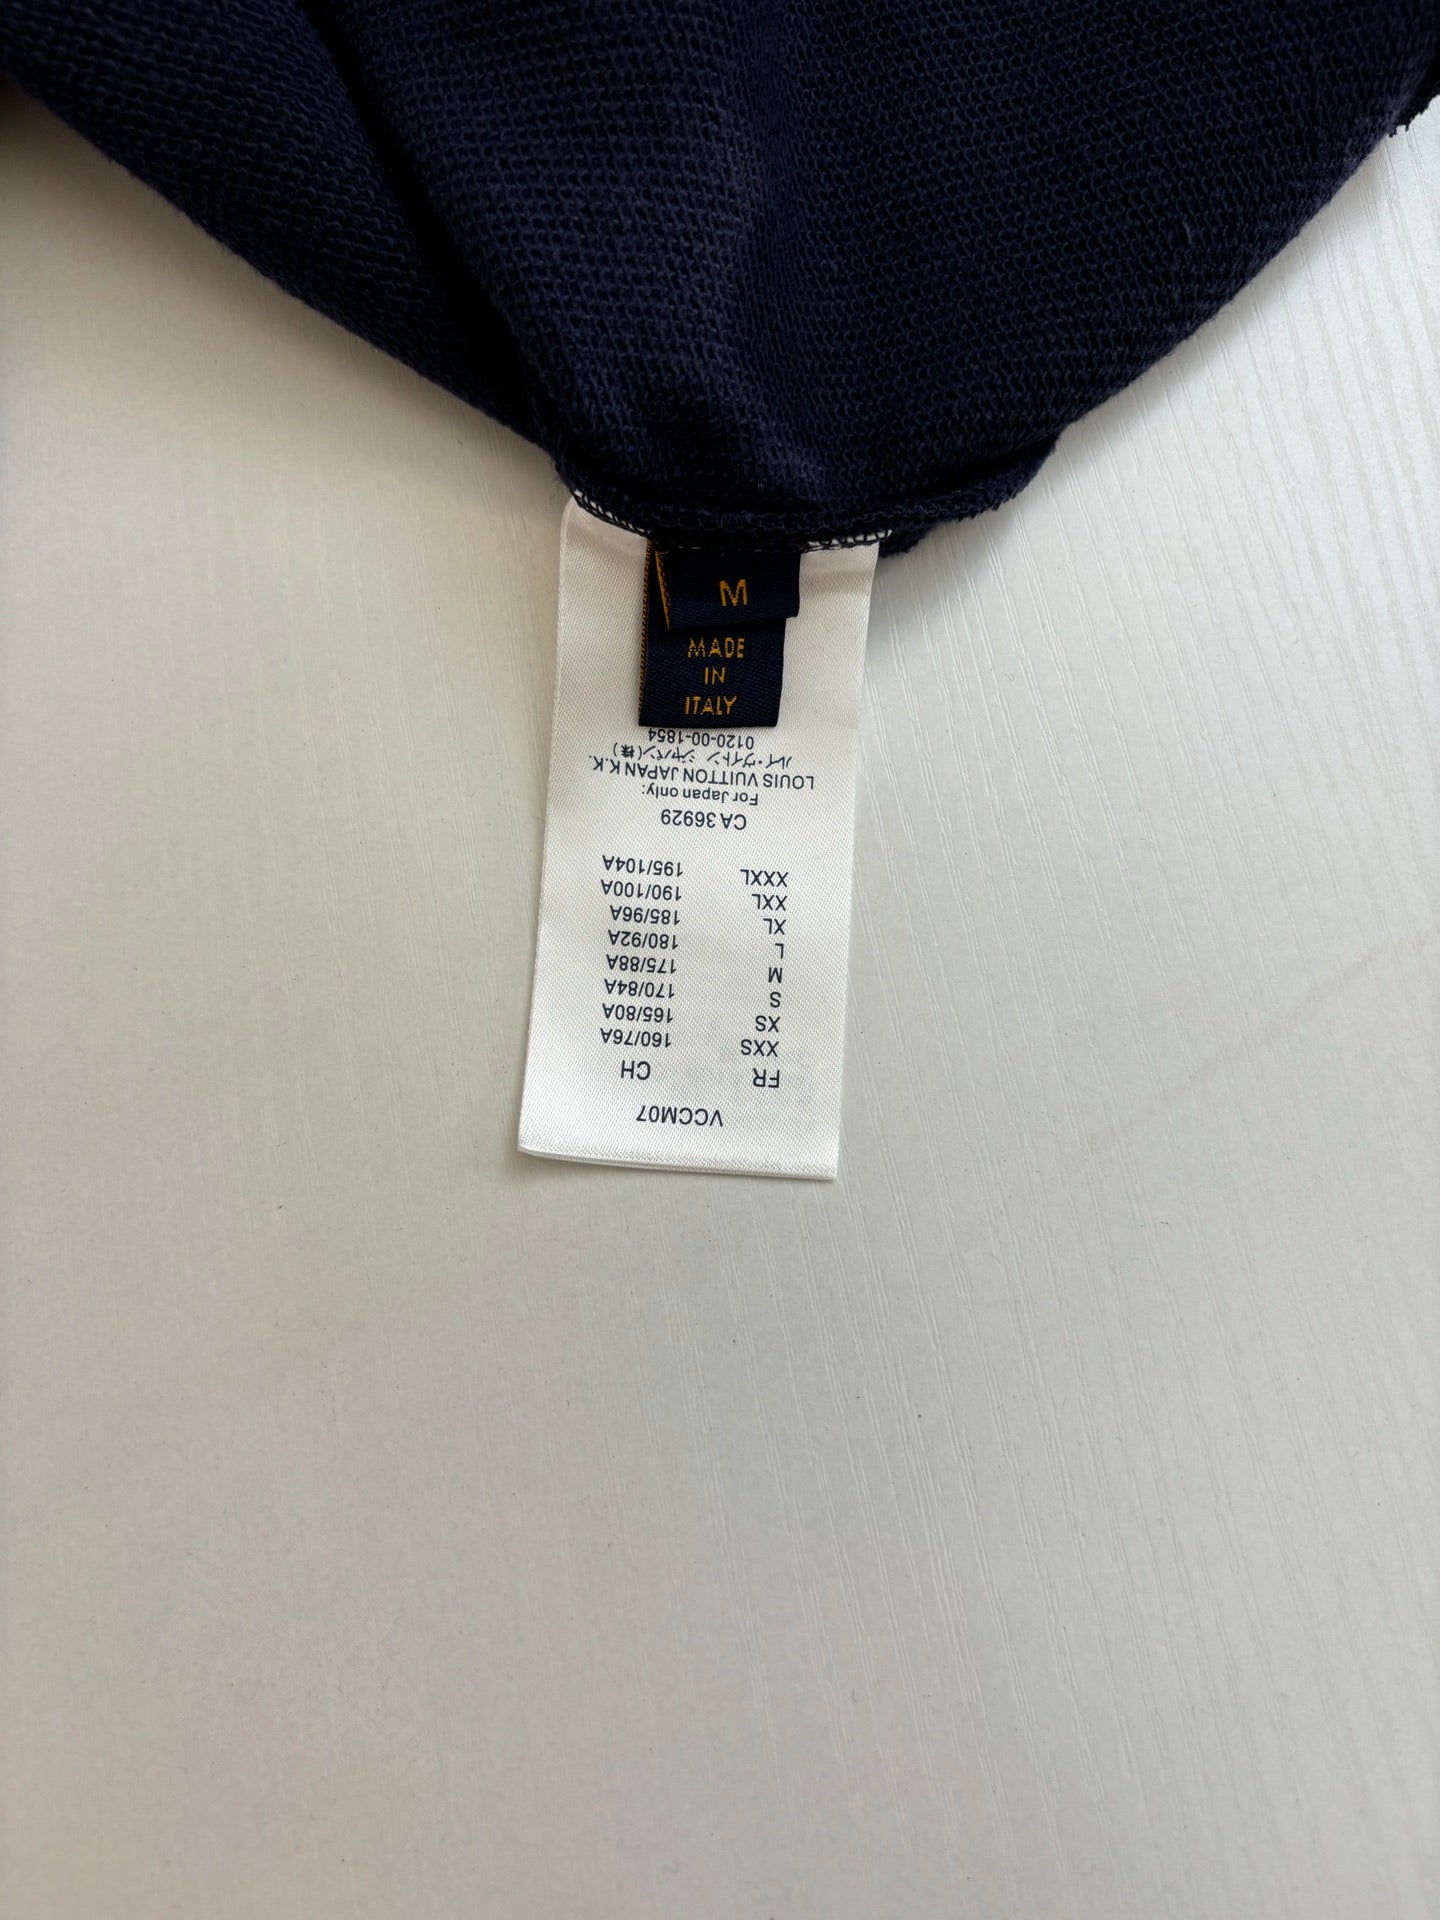 M
MADE
IN
ITALY
VCCM07
FR CH
XXS 160/76A
XS 165/80A
S 170/84A
M 175/88A
L 180/92A
XL 185/96A
XXL 190/100A
XXXL 195/104A
CA 36929
For Japan only:
LOUIS VUITTON JAPAN K.K.
ルイ・ヴィトン ジャパン(株)
0120-00-1854